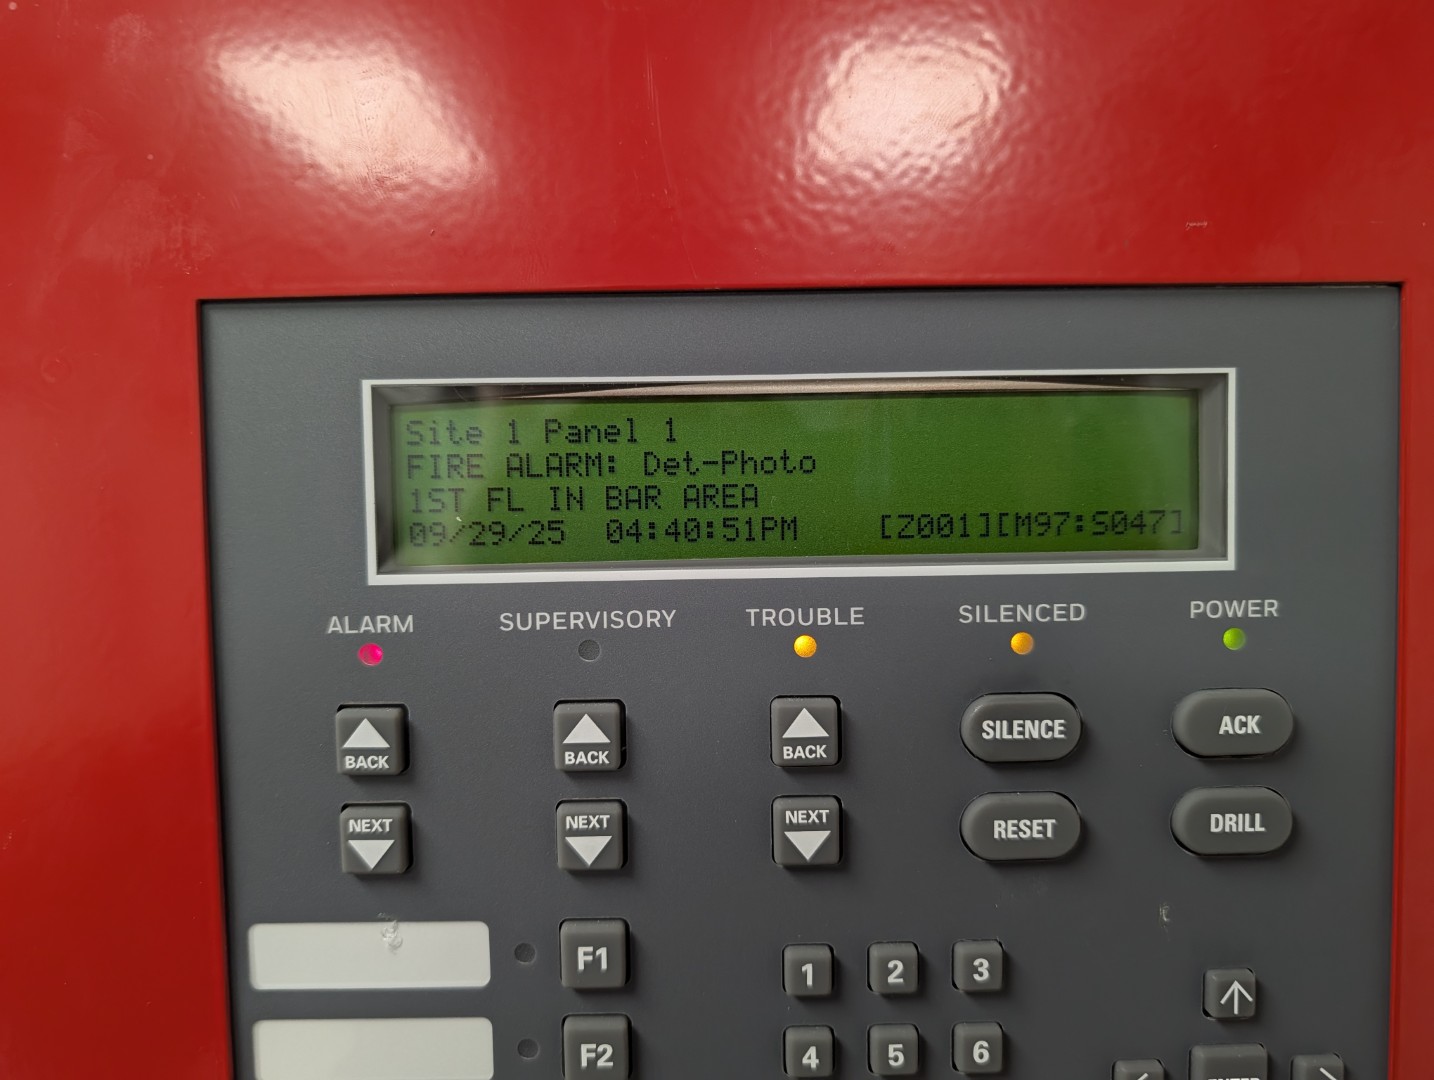 Site 1 Panel 1
FIRE ALARM: Det-Photo
1ST FL IN BAR AREA
09/29/25 04:40:51PM [Z001][M97:S047]
ALARM SUPERVISORY TROUBLE SILENCED POWER
BACK BACK BACK SILENCE ACK
NEXT NEXT NEXT RESET DRILL
F1 1 2 3
F2 4 5 6